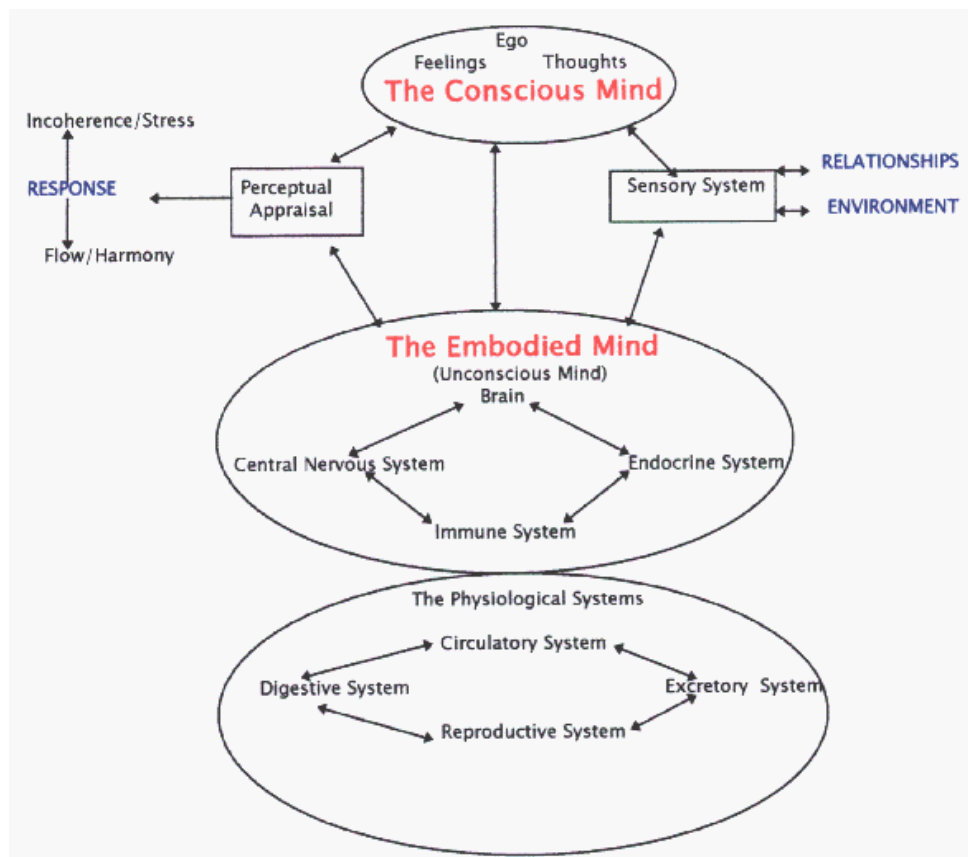 Ego
Feelings Thoughts
The Conscious Mind
Incoherence/Stress
RESPONSE
Flow/Harmony
Perceptual
Appraisal
Sensory System
RELATIONSHIPS
ENVIRONMENT
The Embodied Mind
(Unconscious Mind)
Brain
Central Nervous System
Endocrine System
Immune System
The Physiological Systems
Circulatory System
Digestive System
Excretory System
Reproductive System